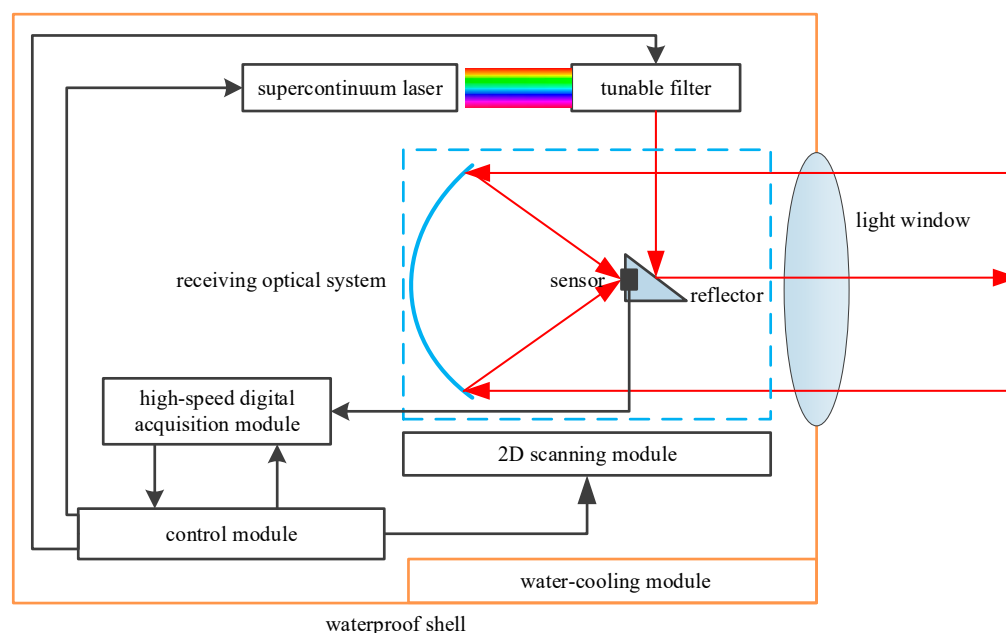 supercontinuum laser
tunable filter
light window
receiving optical system
sensor
reflector
high-speed digital
acquisition module
2D scanning module
control module
water-cooling module
waterproof shell